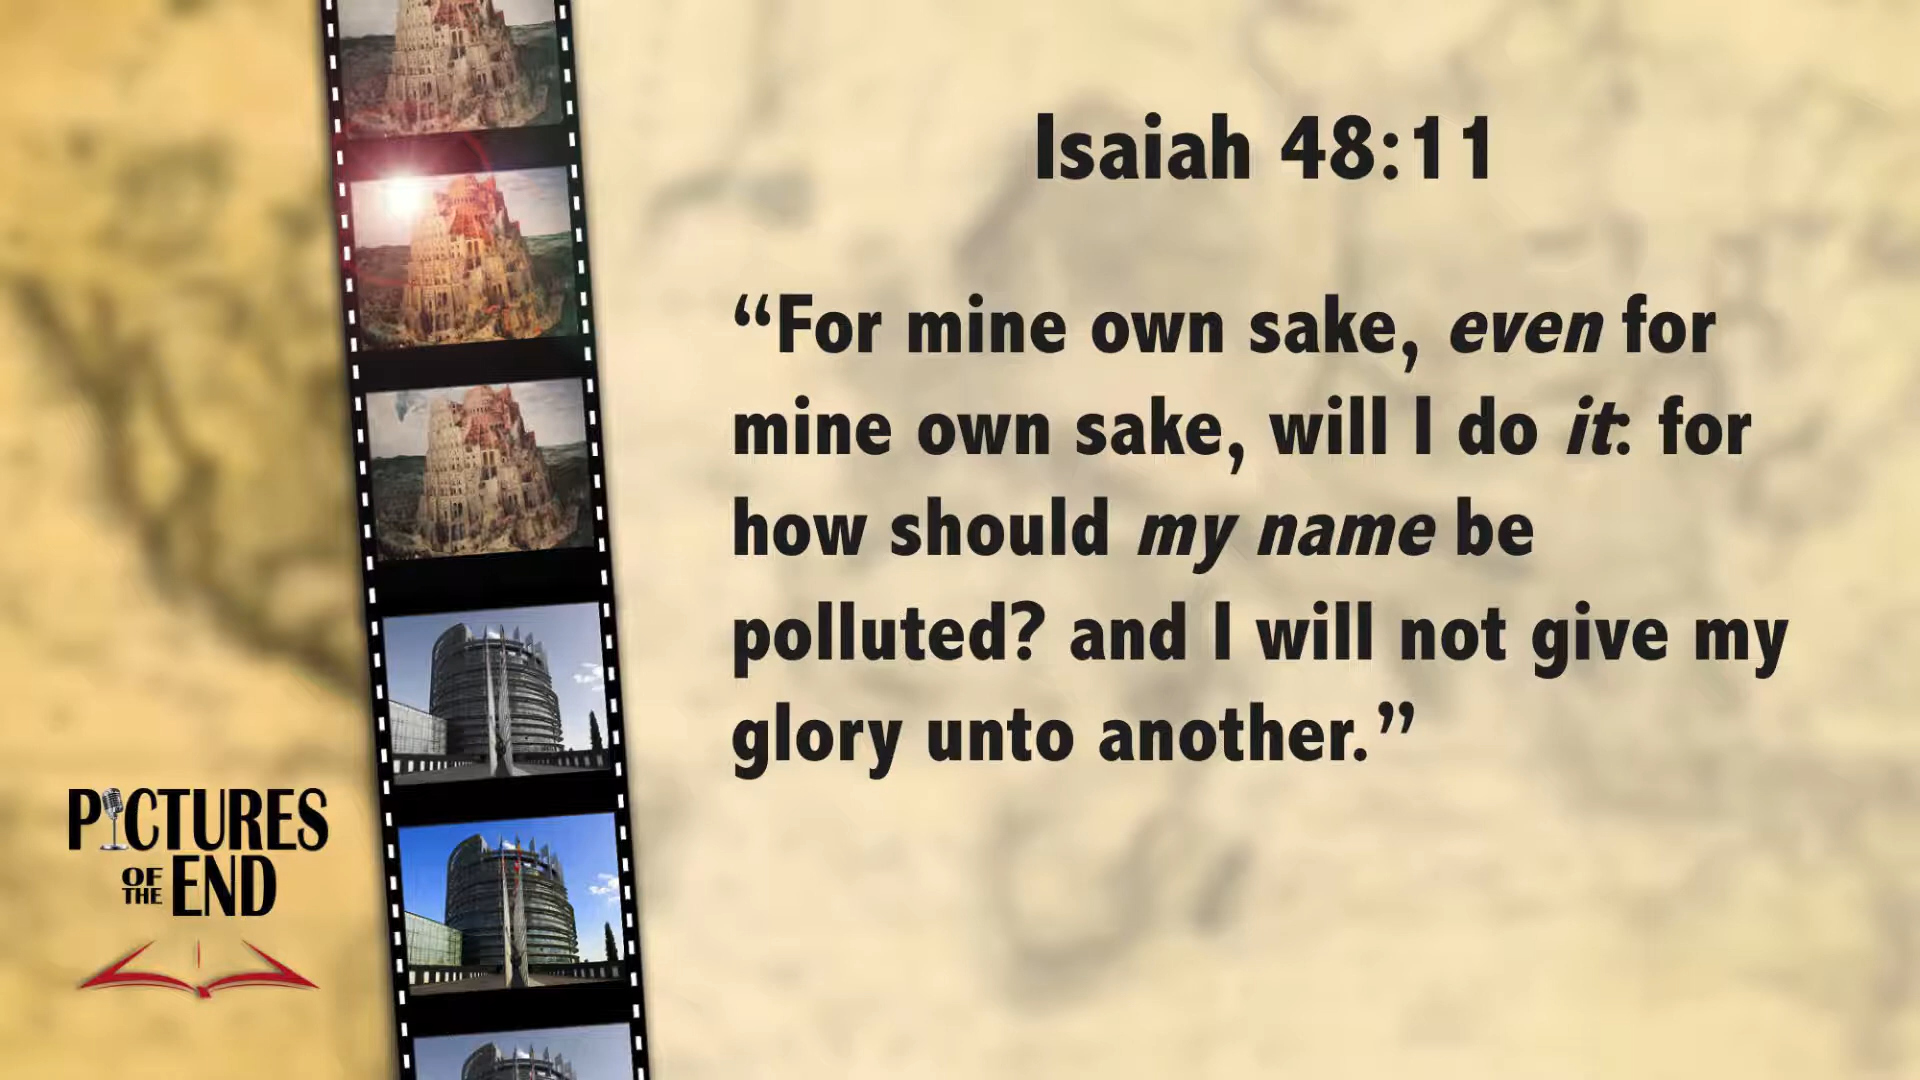 Isaiah 48:11
“For mine own sake, even for
mine own sake, will I do it: for
how should my name be
polluted? and I will not give my
glory unto another.”
PICTURES
OF THE END